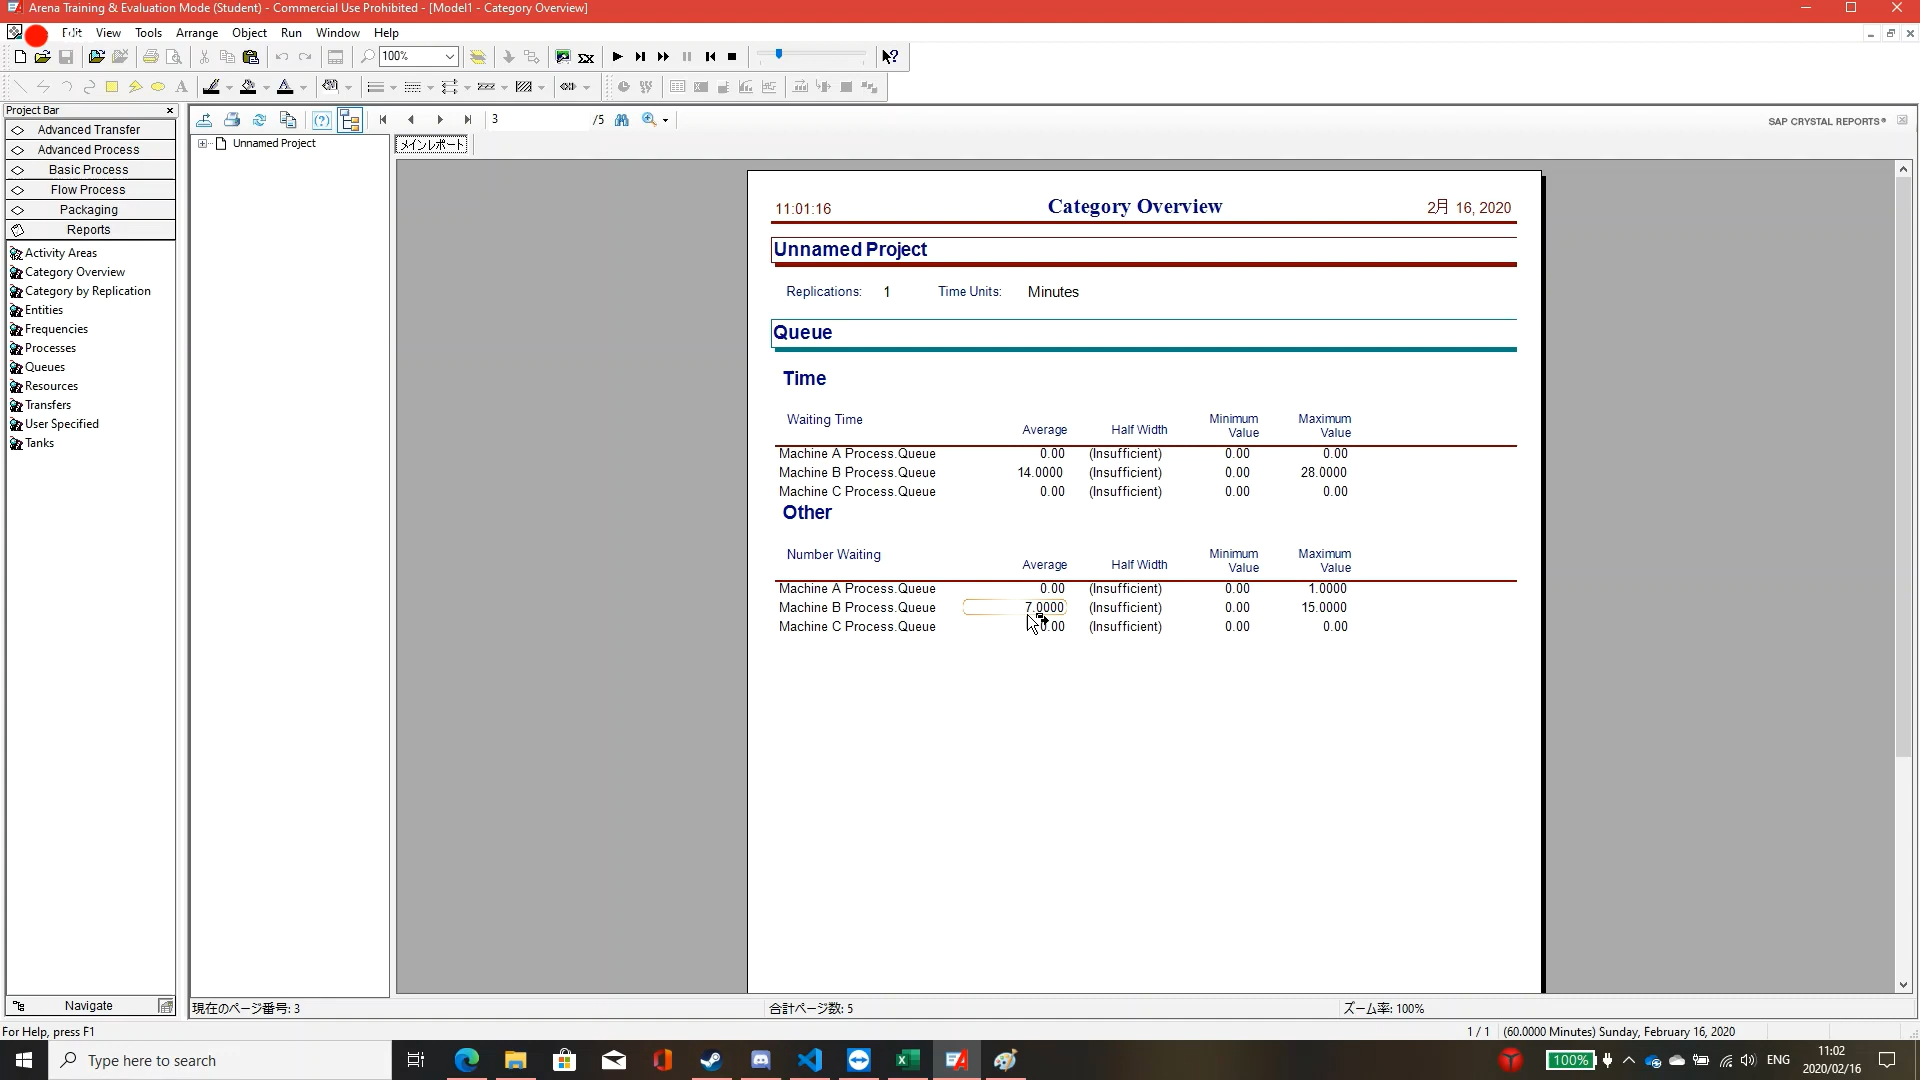 Arena Training & Evaluation Mode (Student) - Commercial Use Prohibited - [Model1 - Category Overview]
Edit View Tools Arrange Object Run Window Help
100%
Project Bar
Advanced Transfer
Advanced Process
Basic Process
Flow Process
Packaging
Reports
Activity Areas
Category Overview
Category by Replication
Entities
Frequencies
Processes
Queues
Resources
Transfers
User Specified
Tanks
Navigate
3 /5
SAP CRYSTAL REPORTS®
Unnamed Project
メインレポート
11:01:16 Category Overview 2月 16, 2020
Unnamed Project
Replications: 1 Time Units: Minutes
Queue
Time
Waiting Time Average Half Width Minimum Value Maximum Value
Machine A Process.Queue 0.00 (Insufficient) 0.00 0.00
Machine B Process.Queue 14.0000 (Insufficient) 0.00 28.0000
Machine C Process.Queue 0.00 (Insufficient) 0.00 0.00
Other
Number Waiting Average Half Width Minimum Value Maximum Value
Machine A Process.Queue 0.00 (Insufficient) 0.00 1.0000
Machine B Process.Queue 7.0000 (Insufficient) 0.00 15.0000
Machine C Process.Queue 0.00 (Insufficient) 0.00 0.00
現在のページ番号: 3 合計ページ数: 5 ズーム率: 100%
For Help, press F1 1 / 1 (60.0000 Minutes) Sunday, February 16, 2020
Type here to search
100% ENG 11:02
2020/02/16